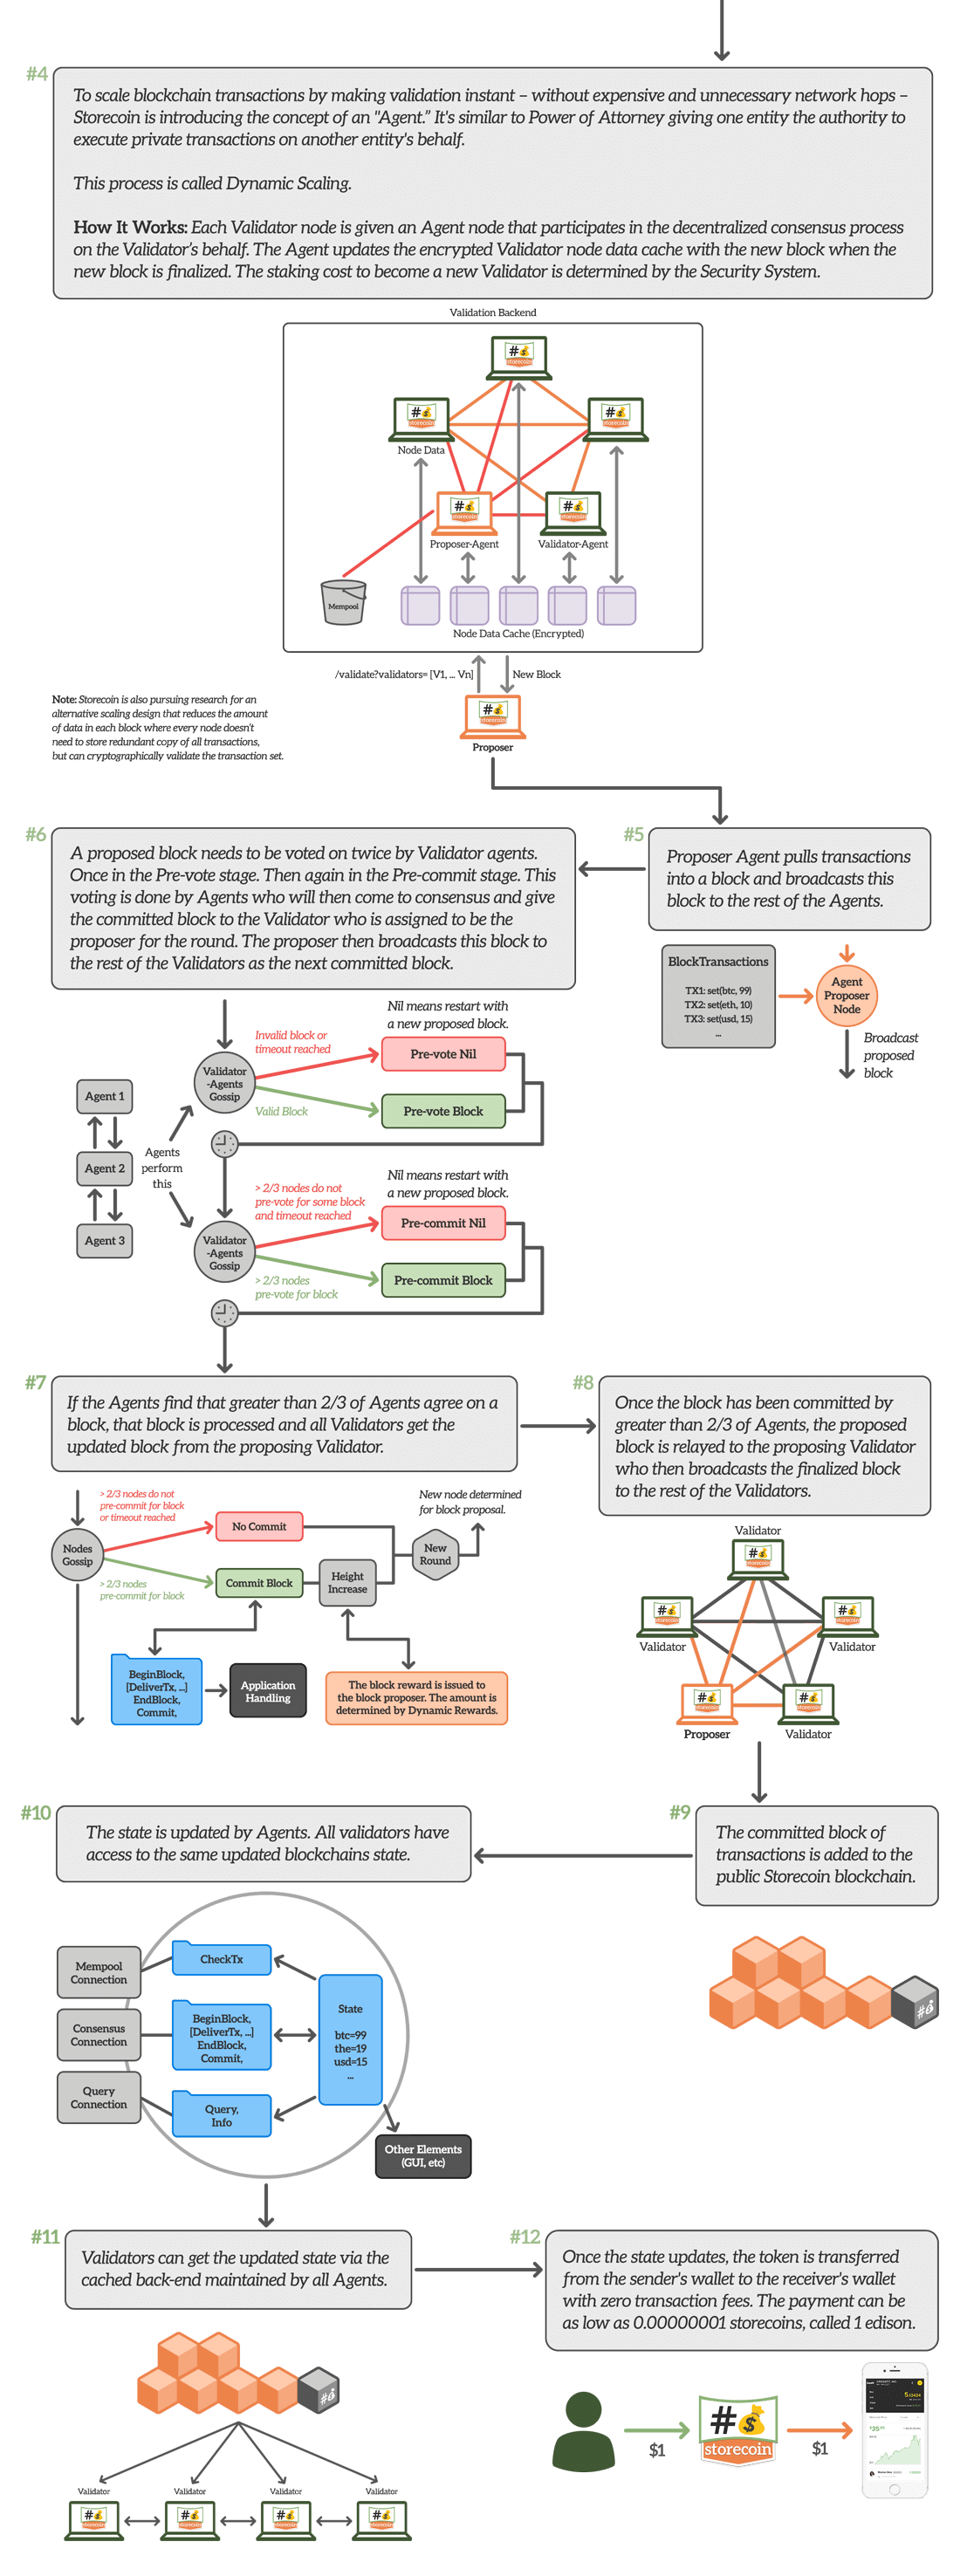 #4
To scale blockchain transactions by making validation instant – without expensive and unnecessary network hops –
Storecoin is introducing the concept of an "Agent." It's similar to Power of Attorney giving one entity the authority to
execute private transactions on another entity's behalf.
This process is called Dynamic Scaling.
How It Works: Each Validator node is given an Agent node that participates in the decentralized consensus process
on the Validator's behalf. The Agent updates the encrypted Validator node data cache with the new block when the
new block is finalized. The staking cost to become a new Validator is determined by the Security System.
Validation Backend
# storecoin
# storecoin
# storecoin
Node Data
# storecoin
# storecoin
Proposer-Agent
Validator-Agent
Mempool
Node Data Cache (Encrypted)
/validate?validators= [V1, ... Vn]
New Block
Note: Storecoin is also pursuing research for an
alternative scaling design that reduces the amount
of data in each block where every node doesn't
need to store redundant copy of all transactions,
but can cryptographically validate the transaction set.
# storecoin
Proposer
#6
A proposed block needs to be voted on twice by Validator agents.
Once in the Pre-vote stage. Then again in the Pre-commit stage. This
voting is done by Agents who will then come to consensus and give
the committed block to the Validator who is assigned to be the
proposer for the round. The proposer then broadcasts this block to
the rest of the Validators as the next committed block.
#5
Proposer Agent pulls transactions
into a block and broadcasts this
block to the rest of the Agents.
BlockTransactions
TX1: set(btc, 99)
TX2: set(eth, 10)
TX3: set(usd, 15)
...
Agent
Proposer
Node
Broadcast
proposed
block
Nil means restart with
a new proposed block.
Invalid block or
timeout reached
Pre-vote Nil
Validator
-Agents
Gossip
Valid Block
Pre-vote Block
Agent 1
Agent 2
Agent 3
Agents
perform
this
Nil means restart with
a new proposed block.
> 2/3 nodes do not
pre-vote for some block
and timeout reached
Pre-commit Nil
Validator
-Agents
Gossip
> 2/3 nodes
pre-vote for block
Pre-commit Block
#7
If the Agents find that greater than 2/3 of Agents agree on a
block, that block is processed and all Validators get the
updated block from the proposing Validator.
#8
Once the block has been committed by
greater than 2/3 of Agents, the proposed
block is relayed to the proposing Validator
who then broadcasts the finalized block
to the rest of the Validators.
> 2/3 nodes do not
pre-commit for block
or timeout reached
No Commit
New node determined
for block proposal.
Nodes
Gossip
New
Round
> 2/3 nodes
pre-commit for block
Commit Block
Height
Increase
BeginBlock,
[DeliverTx, ...]
EndBlock,
Commit,
Application
Handling
The block reward is issued to
the block proposer. The amount is
determined by Dynamic Rewards.
Validator
# storecoin
# storecoin
# storecoin
Validator
Validator
# storecoin
# storecoin
Proposer
Validator
#10
The state is updated by Agents. All validators have
access to the same updated blockchains state.
#9
The committed block of
transactions is added to the
public Storecoin blockchain.
#
Mempool
Connection
CheckTx
Consensus
Connection
BeginBlock,
[DeliverTx, ...]
EndBlock,
Commit,
State
btc=99
the=19
usd=15
...
Query
Connection
Query,
Info
Other Elements
(GUI, etc)
#11
Validators can get the updated state via the
cached back-end maintained by all Agents.
#12
Once the state updates, the token is transferred
from the sender's wallet to the receiver's wallet
with zero transaction fees. The payment can be
as low as 0.00000001 storecoins, called 1 edison.
#
# $
storecoin
$1
$1
Validator
Validator
Validator
Validator
# storecoin
# storecoin
# storecoin
# storecoin